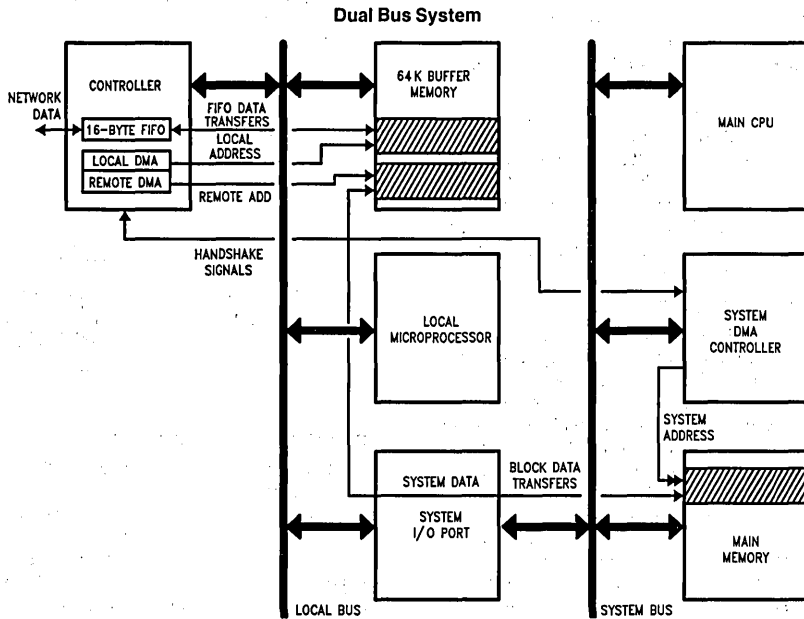 Dual Bus System
CONTROLLER
NETWORK
DATA
16-BYTE FIFO
LOCAL DMA
REMOTE DMA
FIFO DATA
TRANSFERS
LOCAL
ADDRESS
REMOTE ADD
64K BUFFER
MEMORY
MAIN CPU
HANDSHAKE
SIGNALS
LOCAL
MICROPROCESSOR
SYSTEM
DMA
CONTROLLER
SYSTEM
ADDRESS
SYSTEM DATA
BLOCK DATA
TRANSFERS
SYSTEM
I/O PORT
MAIN
MEMORY
LOCAL BUS
SYSTEM BUS